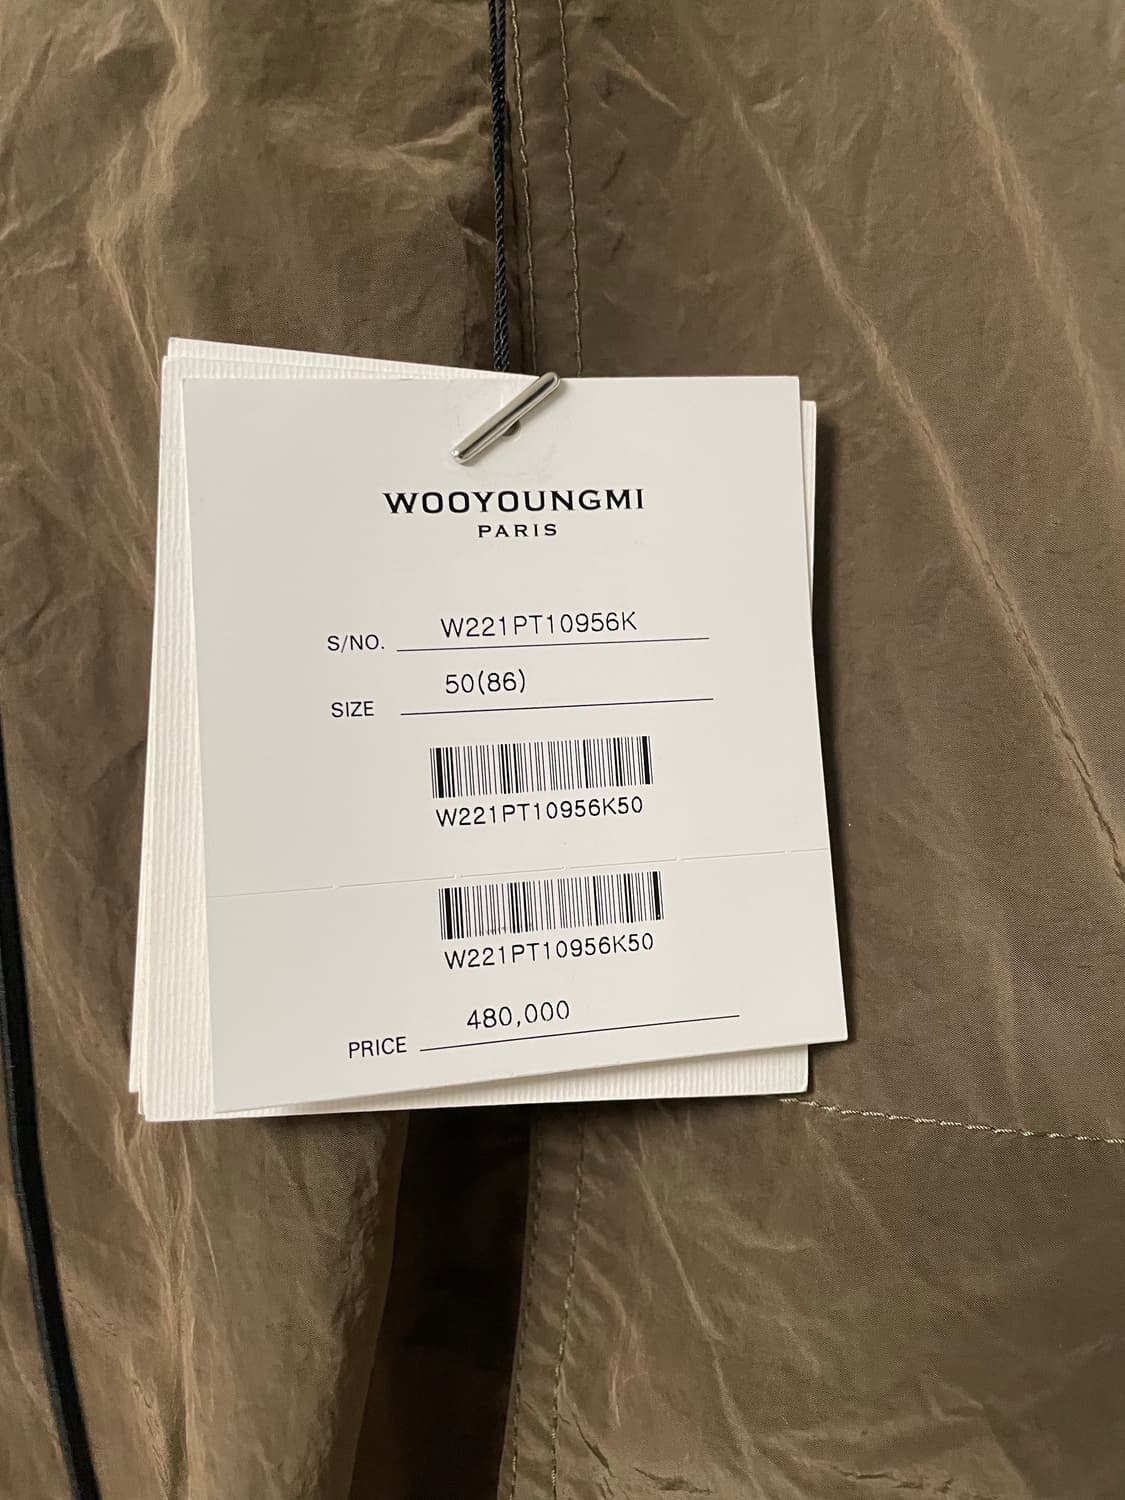 WOOYOUNGMI
PARIS
S/NO. W221PT10956K
SIZE 50(86)
W221PT10956K50
W221PT10956K50
PRICE 480,000